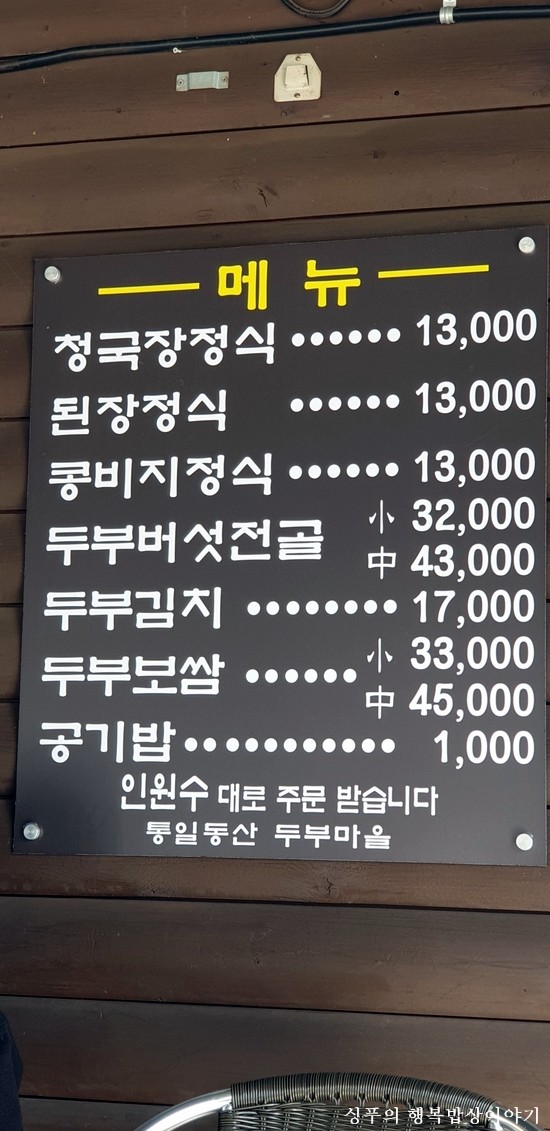 메 뉴
청국장정식 •••••• 13,000
된장정식 •••••• 13,000
콩비지정식 •••••• 13,000
두부버섯전골 小 32,000
中 43,000
두부김치 •••••••• 17,000
두부보쌈 •••••• 小 33,000
中 45,000
공기밥 ••••••••••• 1,000
인원수 대로 주문 받습니다
통일동산 두부마을
싱푸의 행복밥상이야기